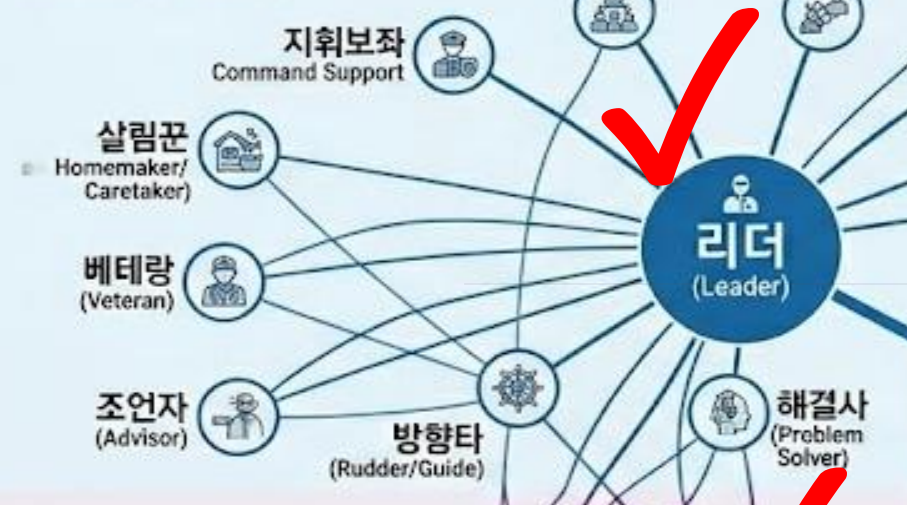 지휘보좌
Command Support
살림꾼
Homemaker/
Caretaker)
베테랑
(Veteran)
조언자
(Advisor)
방향타
(Rudder/Guide)
리더
(Leader)
해결사
(Problem
Solver)